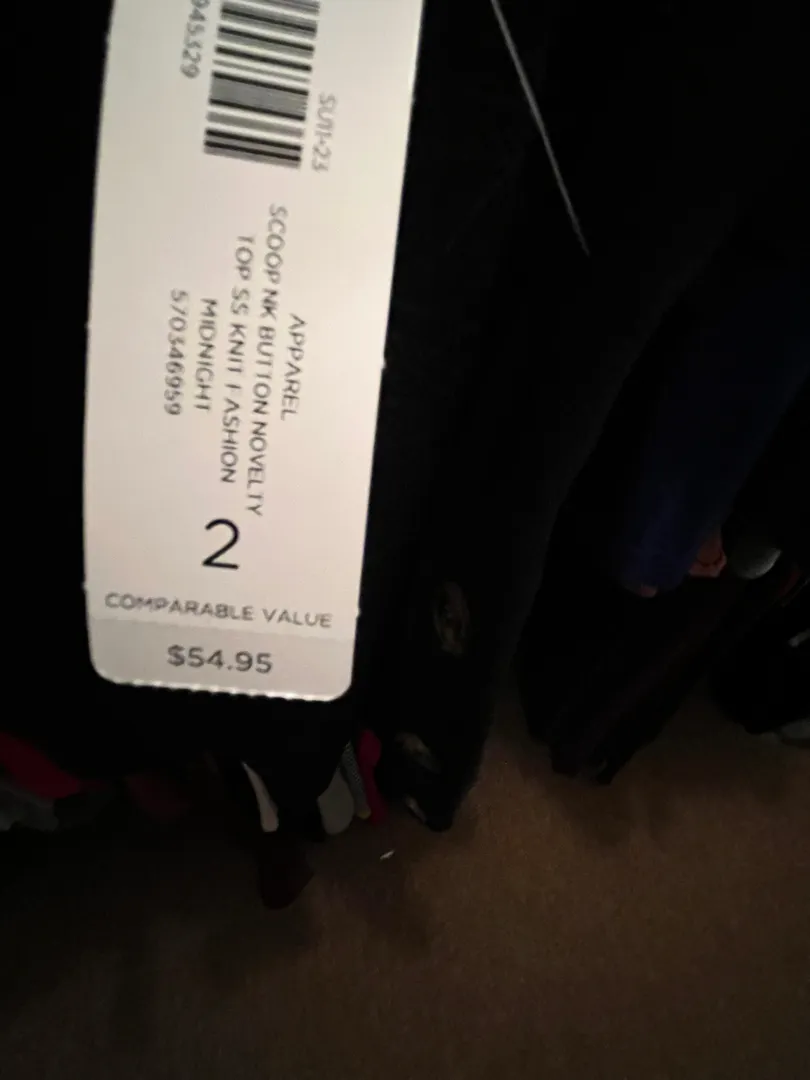 945329
SU11-23
APPAREL
SCOOP NK BUTTON NOVELTY
TOP SS KNIT FASHION
MIDNIGHT
570346959
2
COMPARABLE VALUE
$54.95